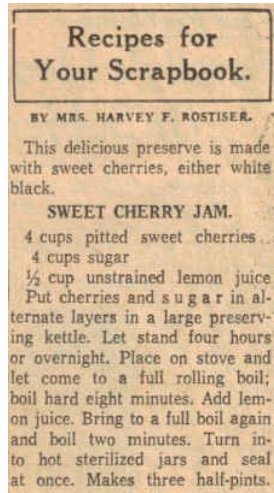 Recipes for
Your Scrapbook.
BY MRS. HARVEY F. ROSTISER.
This delicious preserve is made
with sweet cherries, either white
black.
SWEET CHERRY JAM.
4 cups pitted sweet cherries
4 cups sugar
½ cup unstrained lemon juice
Put cherries and sugar in al-
ternate layers in a large preserv-
ing kettle. Let stand four hours
or overnight. Place on stove and
let come to a full rolling boil;
boil hard eight minutes. Add lem-
on juice. Bring to a full boil again
and boil two minutes. Turn in-
to hot sterilized jars and seal
at once. Makes three half-pints.